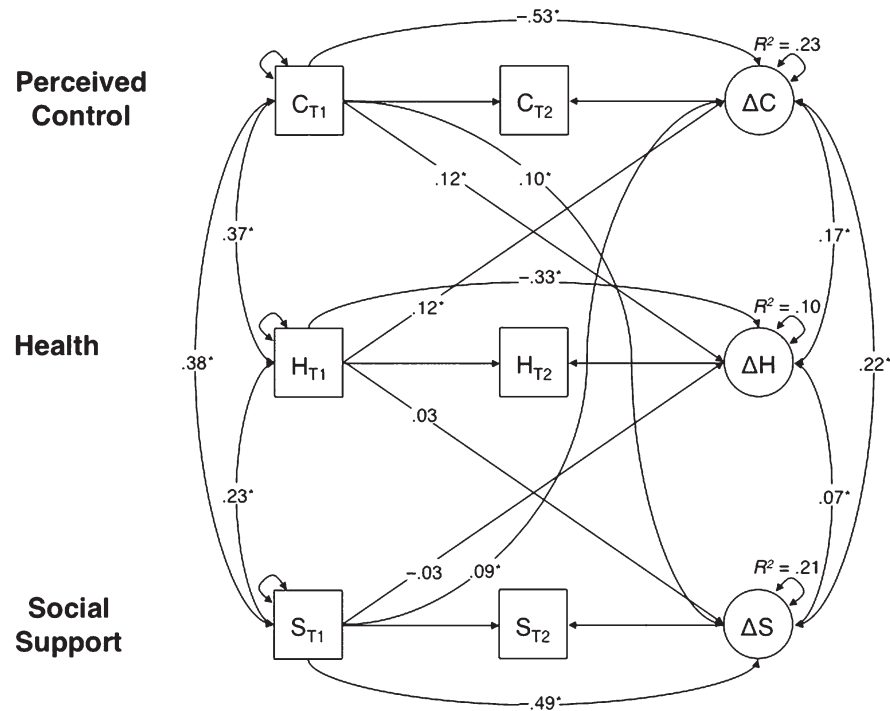 –.53*
R² = .23
Perceived
Control
C_T1
C_T2
ΔC
.12*
.10*
.37*
.17*
–.33*
.12*
R² = .10
Health
H_T1
H_T2
ΔH
.38*
.22*
.03
.23*
.07*
–.03
.09*
R² = .21
Social
Support
S_T1
S_T2
ΔS
–.49*